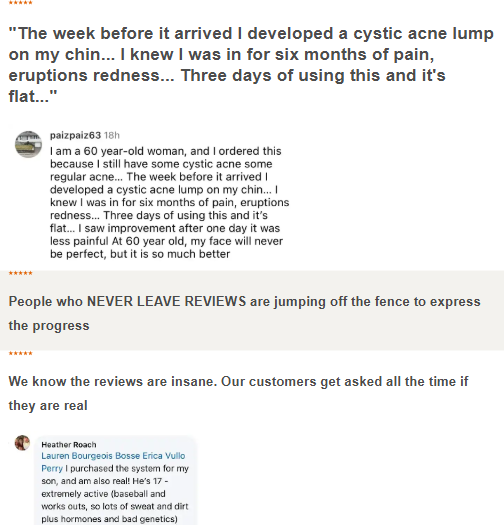 *****
"The week before it arrived I developed a cystic acne lump
on my chin... I knew I was in for six months of pain,
eruptions redness... Three days of using this and it's
flat..."
paizpaiz63 18h
I am a 60 year-old woman, and I ordered this
because I still have some cystic acne some
regular acne... The week before it arrived I
developed a cystic acne lump on my chin... I
knew I was in for six months of pain, eruptions
redness... Three days of using this and it's
flat... I saw improvement after one day it was
less painful At 60 year old, my face will never
be perfect, but it is so much better
*****
People who NEVER LEAVE REVIEWS are jumping off the fence to express
the progress
*****
We know the reviews are insane. Our customers get asked all the time if
they are real
Heather Roach
Lauren Bourgeois Bosse Erica Vullo
Perry I purchased the system for my
son, and am also real! He's 17 -
extremely active (baseball and
works outs, so lots of sweat and dirt
plus hormones and bad genetics)